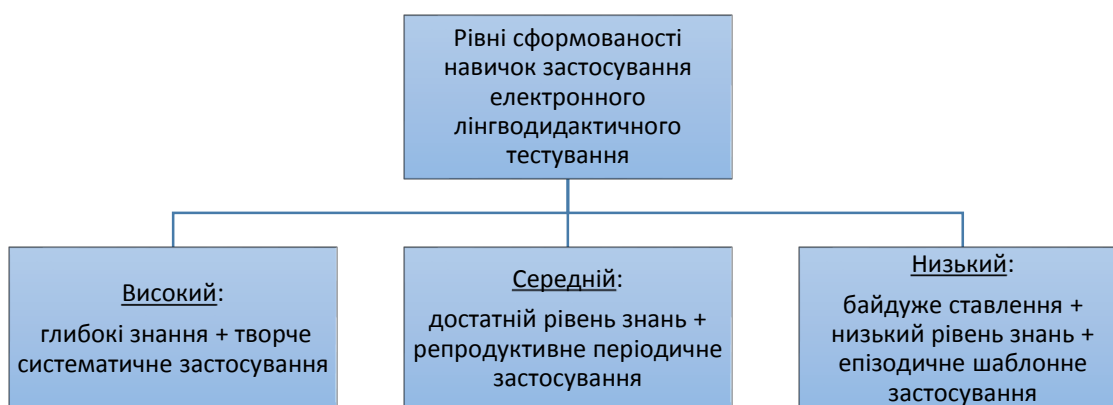 Рівні сформованості
навичок застосування
електронного
лінгводидактичного
тестування
Високий:
глибокі знання + творче
систематичне застосування
Середній:
достатній рівень знань +
репродуктивне періодичне
застосування
Низький:
байдуже ставлення +
низький рівень знань +
епізодичне шаблонне
застосування